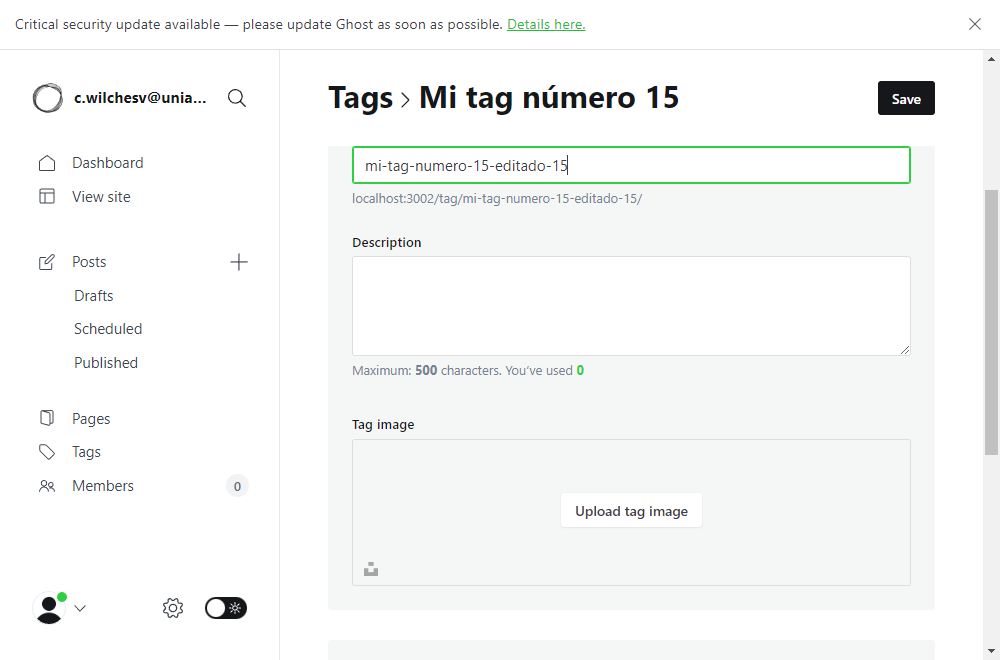 Critical security update available — please update Ghost as soon as possible. Details here.
c.wilchesv@unia...
Dashboard
View site
Posts
Drafts
Scheduled
Published
Pages
Tags
Members
0
Tags > Mi tag número 15
Save
mi-tag-numero-15-editado-15
localhost:3002/tag/mi-tag-numero-15-editado-15/
Description
Maximum: 500 characters. You’ve used 0
Tag image
Upload tag image